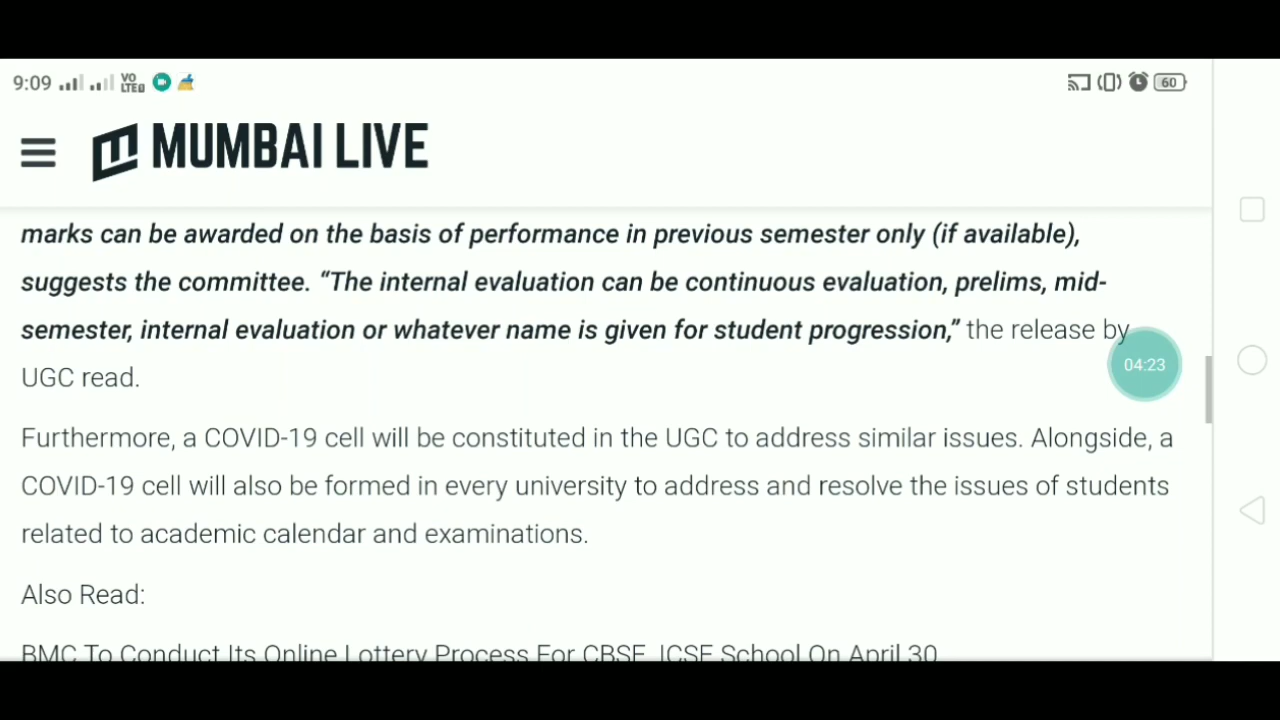 9:09 VO LTE 60
MUMBAI LIVE
marks can be awarded on the basis of performance in previous semester only (if available),
suggests the committee. “The internal evaluation can be continuous evaluation, prelims, mid-
semester, internal evaluation or whatever name is given for student progression,” the release by
UGC read.
04:23
Furthermore, a COVID-19 cell will be constituted in the UGC to address similar issues. Alongside, a
COVID-19 cell will also be formed in every university to address and resolve the issues of students
related to academic calendar and examinations.
Also Read:
BMC To Conduct Its Online Lottery Process For CBSE, ICSE School On April 30